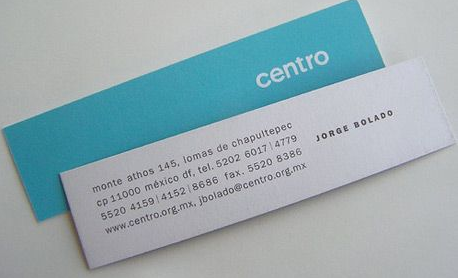 centro
monte athos 145, lomas de chapultepec
cp 11000 méxico df, tel. 5202 6017|4779
5520 4159|4152|8686 fax. 5520 8386
www.centro.org.mx, jbolado@centro.org.mx
JORGE BOLADO